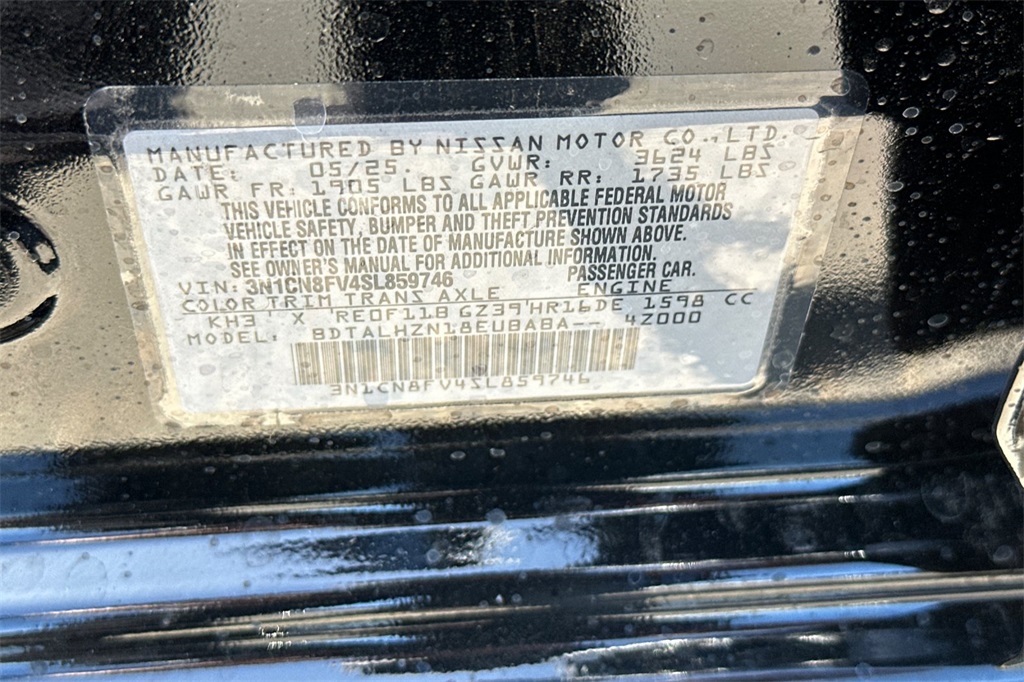 MANUFACTURED BY NISSAN MOTOR CO., LTD.
DATE: 05/25. GVWR: 3624 LBS
GAWR FR: 1905 LBS GAWR RR: 1735 LBS
THIS VEHICLE CONFORMS TO ALL APPLICABLE FEDERAL MOTOR
VEHICLE SAFETY, BUMPER AND THEFT PREVENTION STANDARDS
IN EFFECT ON THE DATE OF MANUFACTURE SHOWN ABOVE.
SEE OWNER'S MANUAL FOR ADDITIONAL INFORMATION.
VIN: 3N1CN8FV4SL859746 PASSENGER CAR.
COLOR TRIM TRANS AXLE ENGINE
KH3 X RE0F11B GZ39 HR16DE 1598 CC
MODEL: BDTALHZN18EUBABA-- 4Z000
3N1CN8FV4SL859746